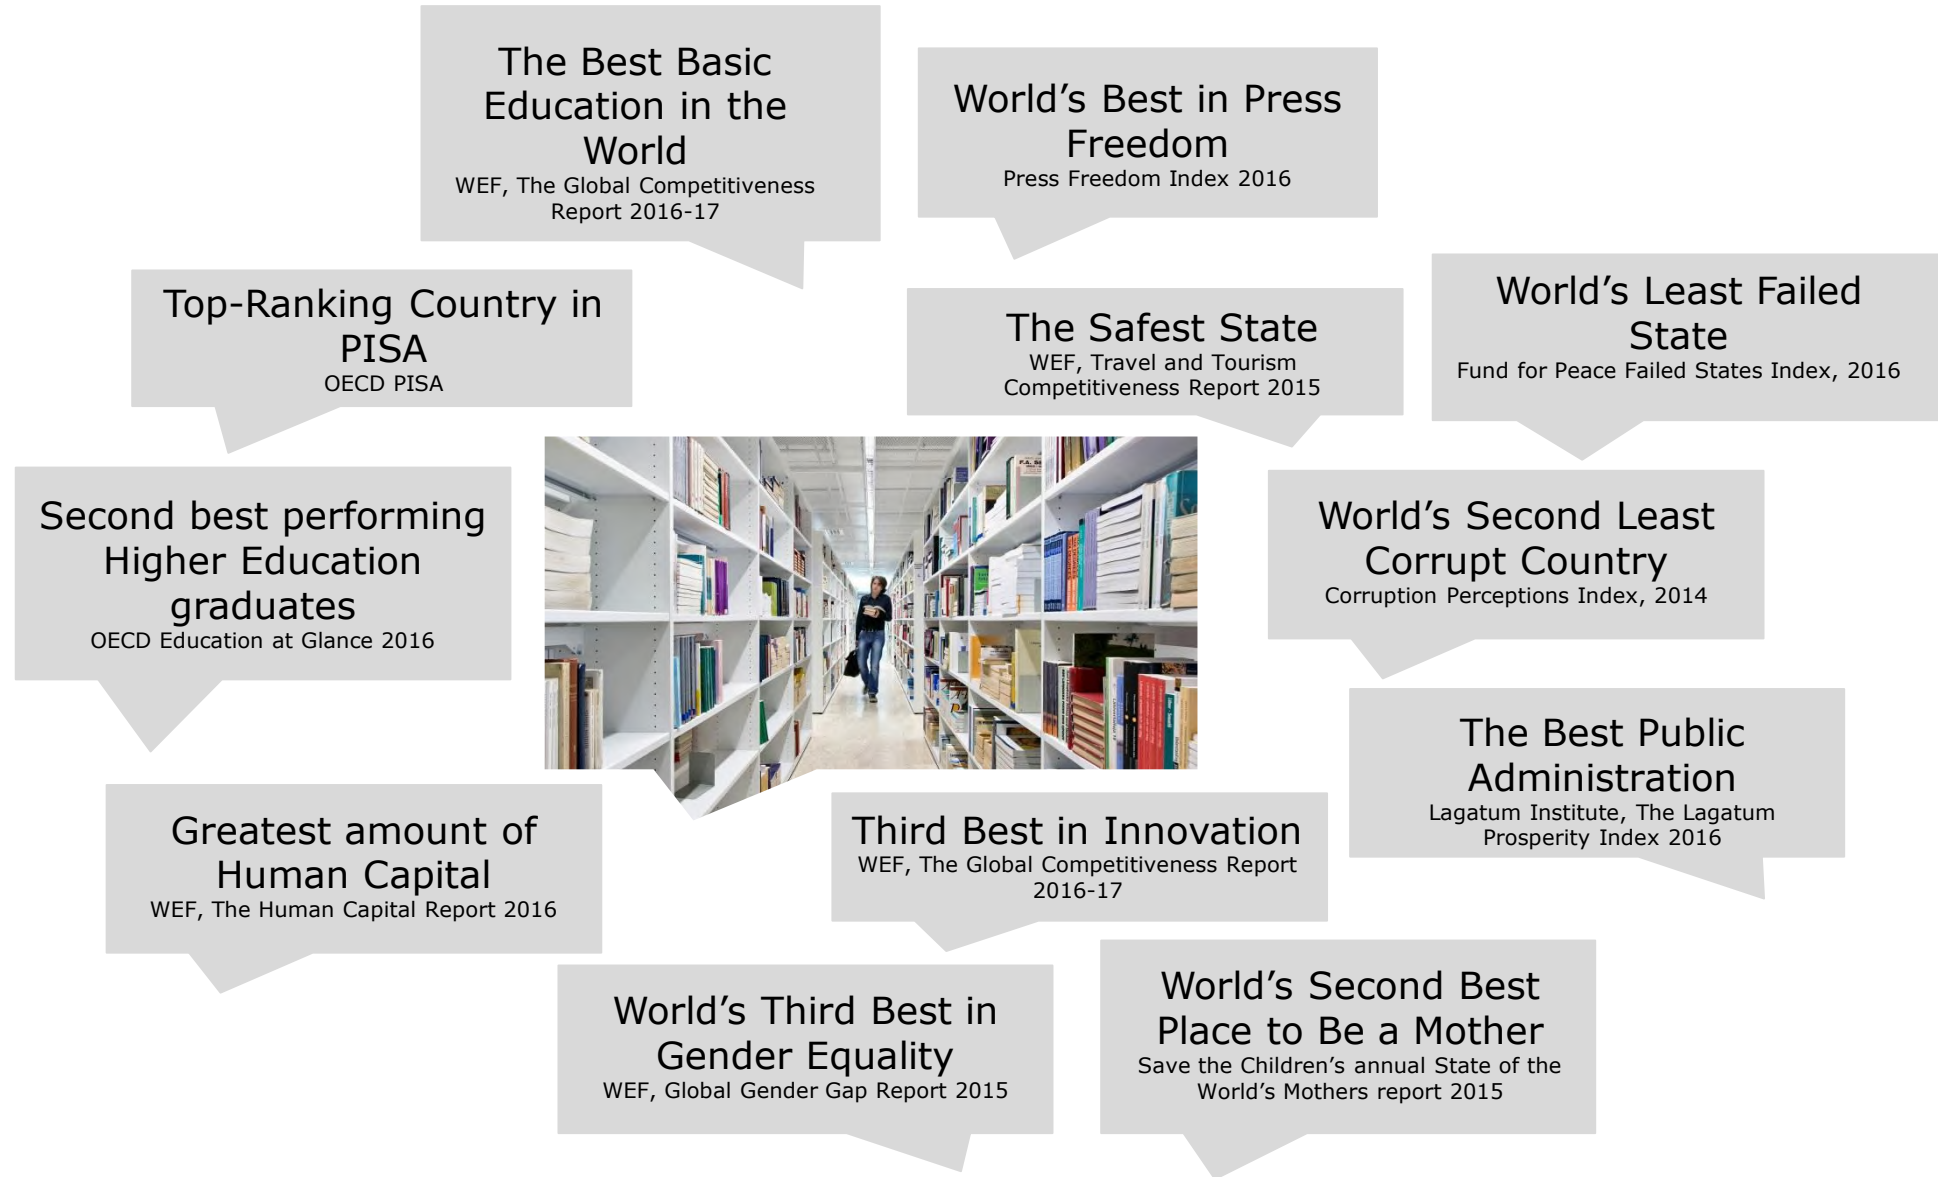 The Best Basic
Education in the
World
WEF, The Global Competitiveness
Report 2016-17
World's Best in Press
Freedom
Press Freedom Index 2016
Top-Ranking Country in
PISA
OECD PISA
The Safest State
WEF, Travel and Tourism
Competitiveness Report 2015
World's Least Failed
State
Fund for Peace Failed States Index, 2016
Second best performing
Higher Education
graduates
OECD Education at Glance 2016
World's Second Least
Corrupt Country
Corruption Perceptions Index, 2014
The Best Public
Administration
Lagatum Institute, The Lagatum
Prosperity Index 2016
Greatest amount of
Human Capital
WEF, The Human Capital Report 2016
Third Best in Innovation
WEF, The Global Competitiveness Report
2016-17
World's Third Best in
Gender Equality
WEF, Global Gender Gap Report 2015
World's Second Best
Place to Be a Mother
Save the Children's annual State of the
World's Mothers report 2015